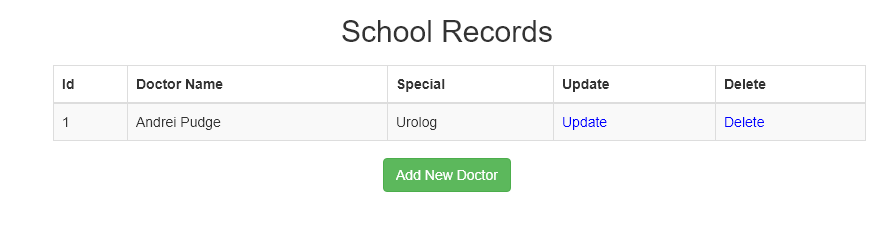 School Records
Id Doctor Name Special Update Delete
1 Andrei Pudge Urolog Update Delete
Add New Doctor